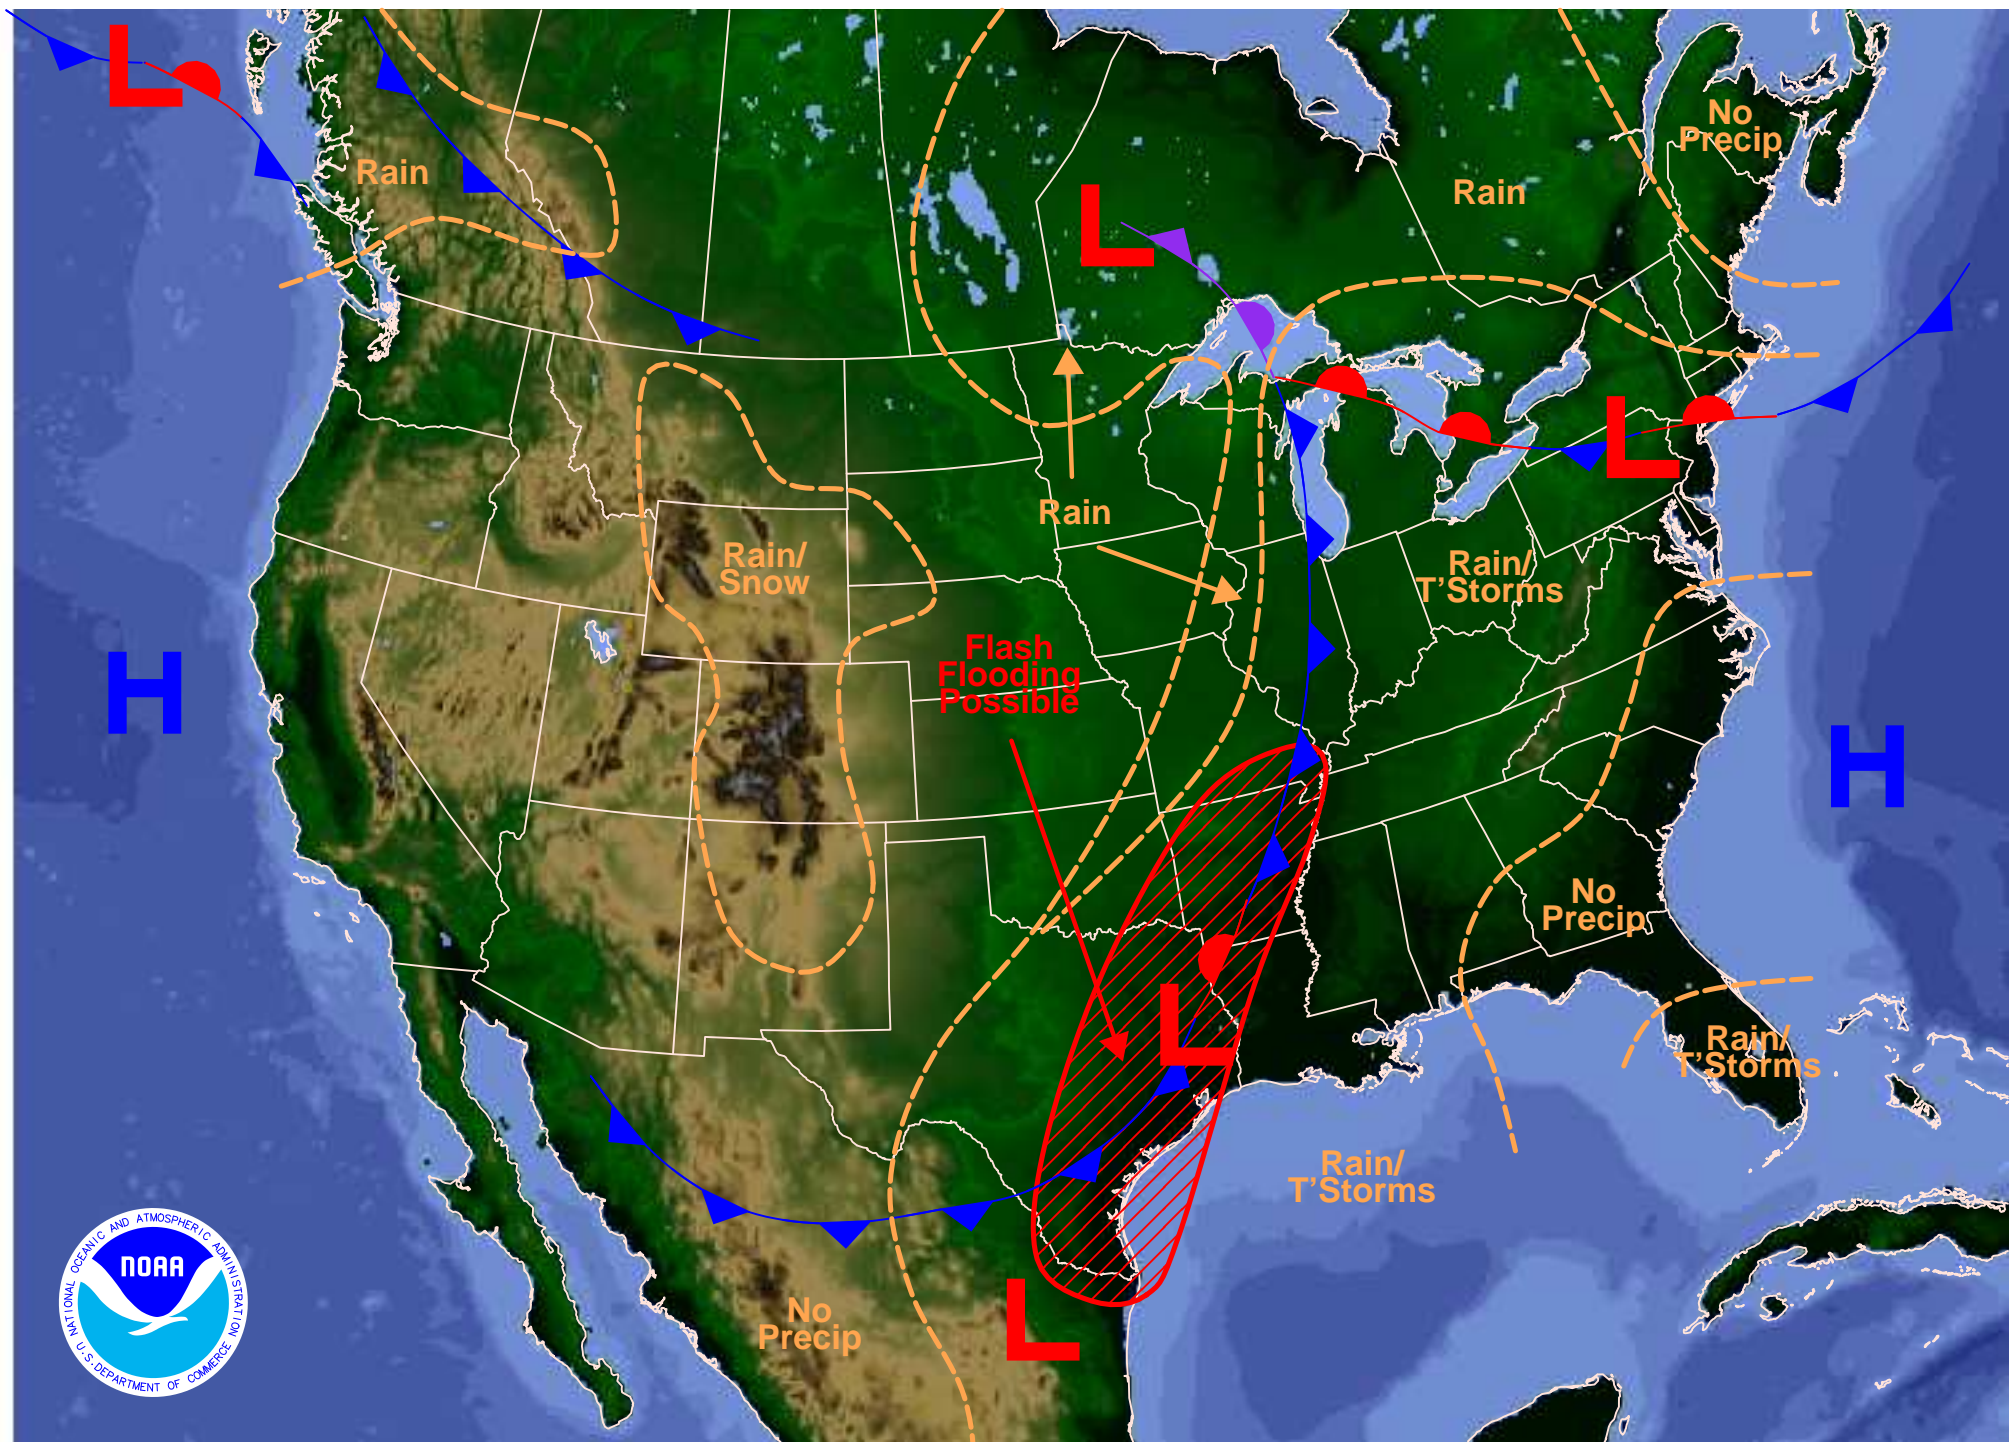 L
No
Precip
Rain
Rain
L
L
Rain
Rain/
Snow
Rain/
T'Storms
Flash
Flooding
Possible
H
H
No
Precip
L
Rain/
T'Storms
Rain/
T'Storms
No
Precip
L
NATIONAL OCEANIC AND ATMOSPHERIC ADMINISTRATION
NOAA
U.S. DEPARTMENT OF COMMERCE